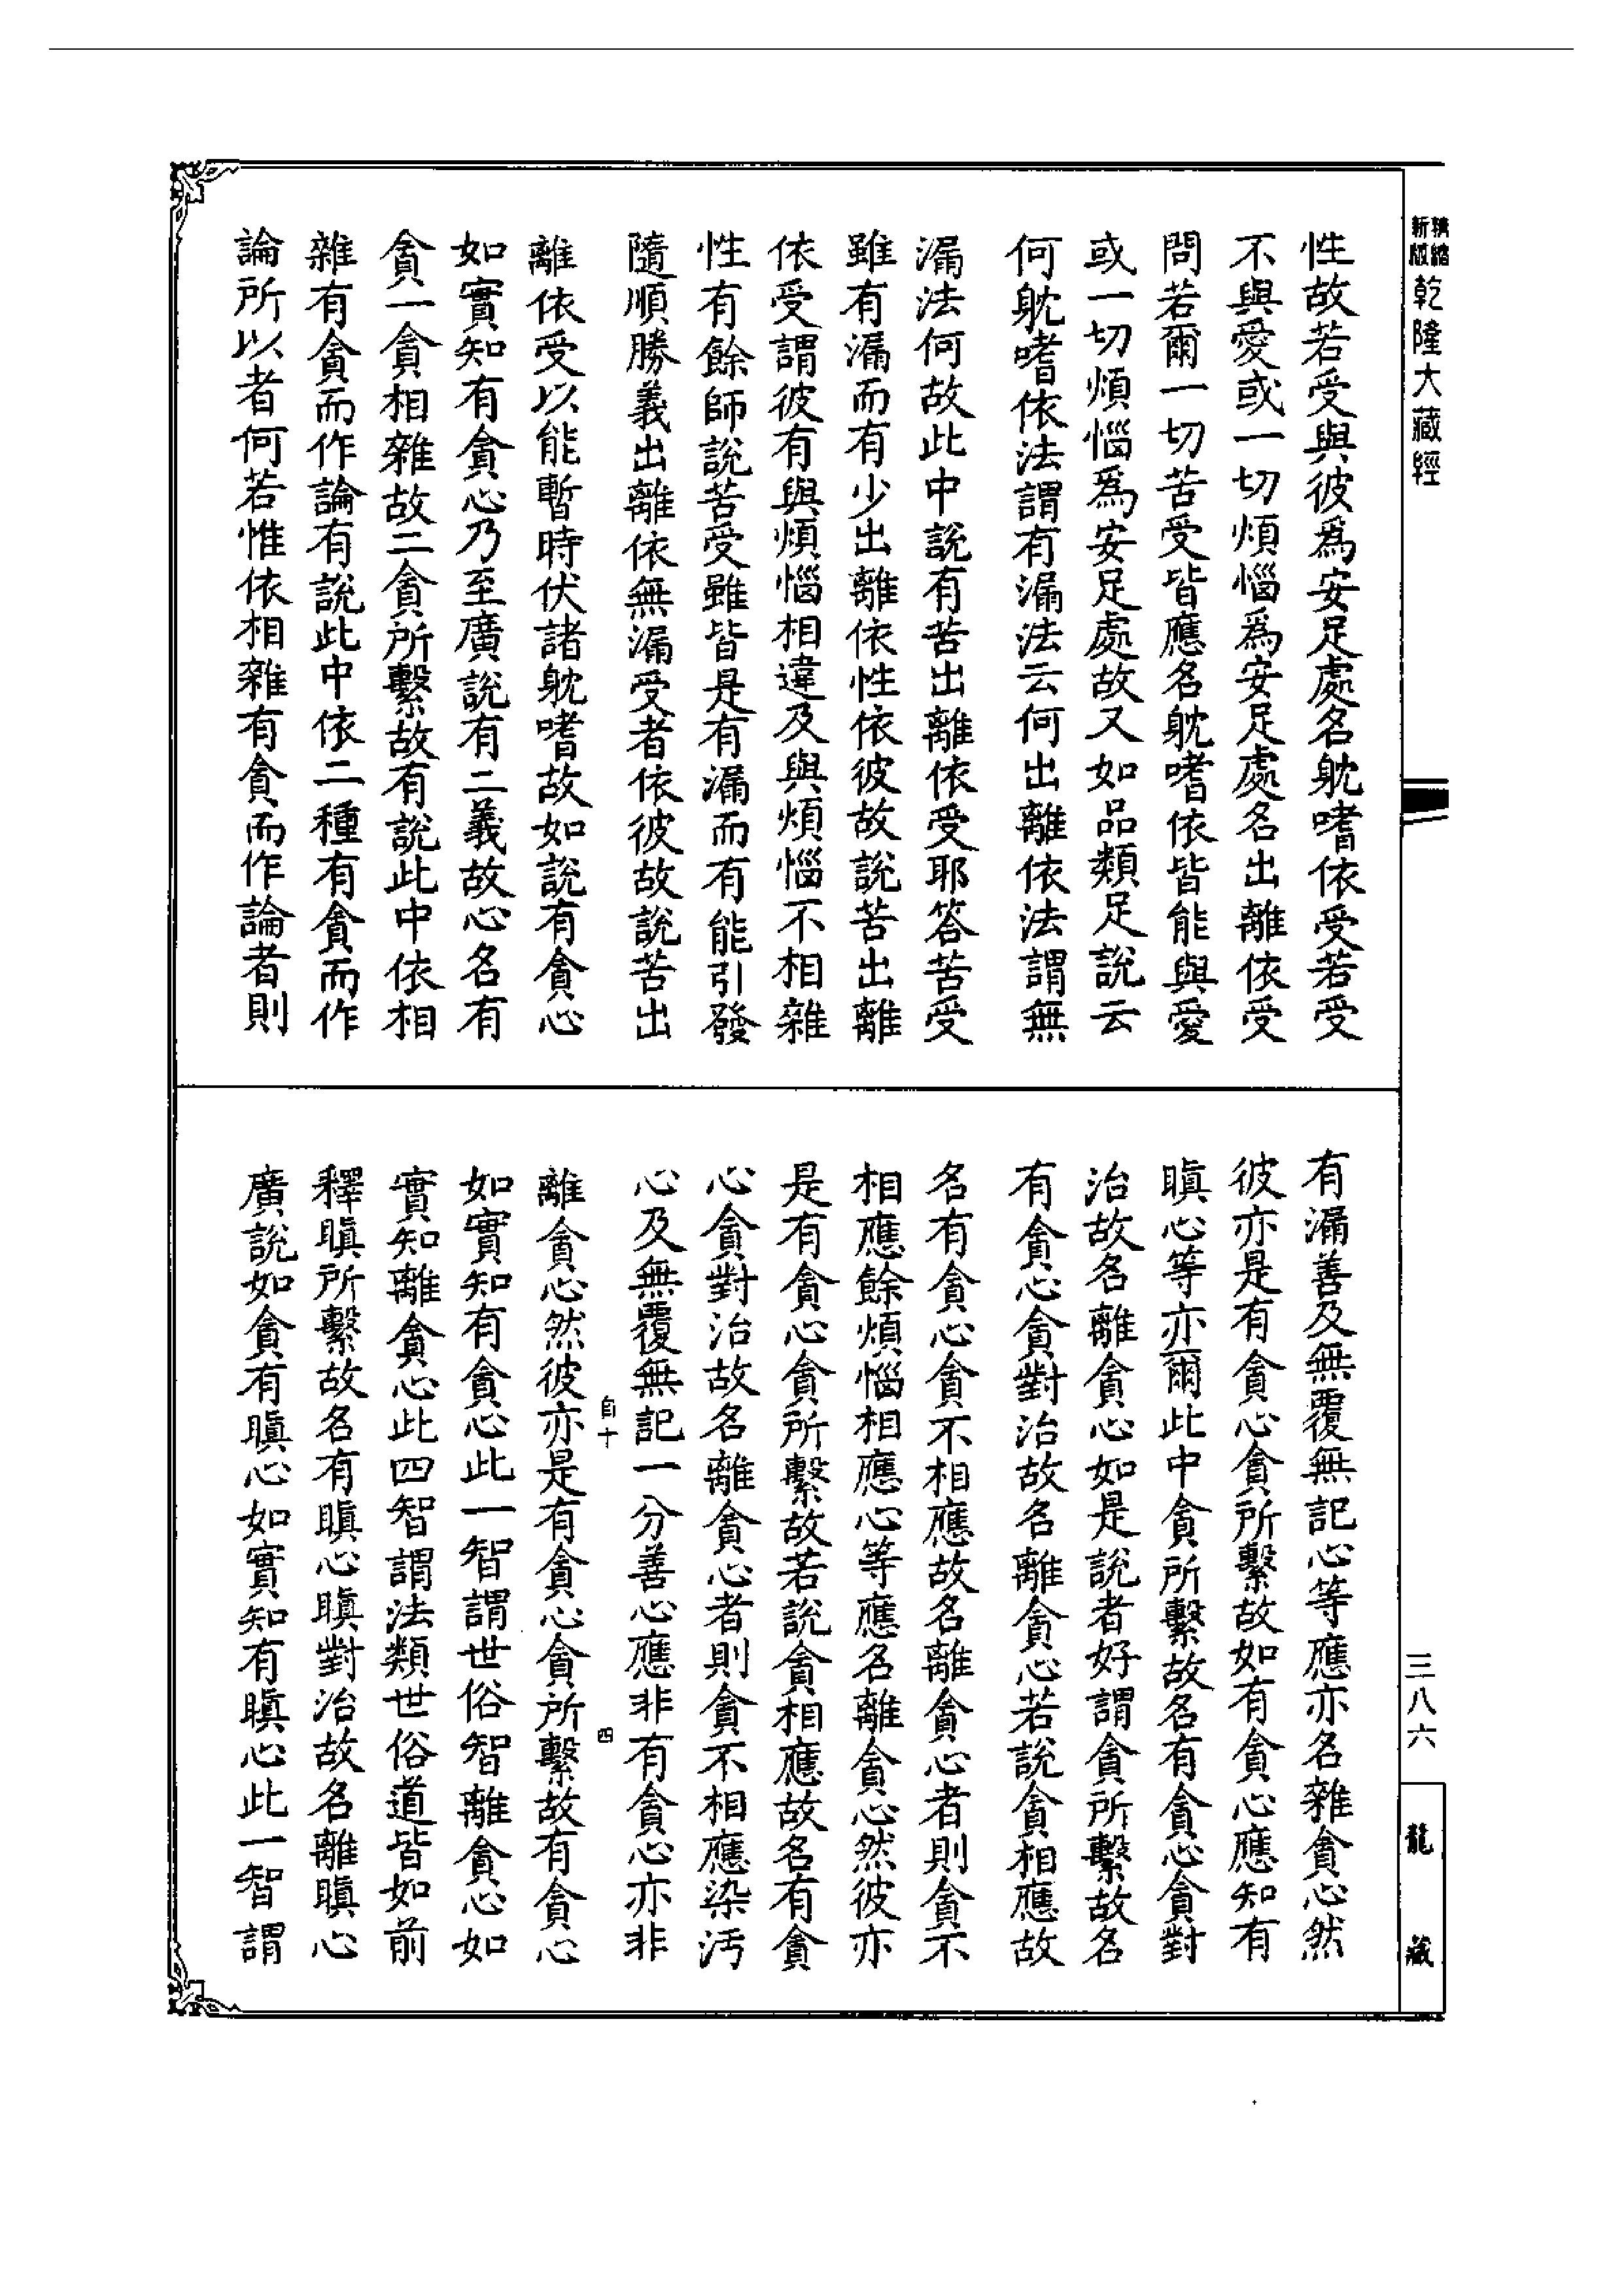 新版精縮乾隆大藏經
性故若受與彼爲安足處名躭嗜依受若受
不與愛或一切煩惱爲安足處名出離依受
問若爾一切苦受皆應名躭嗜依皆能與愛
或一切煩惱爲安足處故又如品類足說云
何躭嗜依法謂有漏法云何出離依法謂無
漏法何故此中說有苦出離依受耶答苦受
雖有漏而有少出離依性依彼故說苦出離
依受謂彼有與煩惱相違及與煩惱不相雜
性有餘師說苦受雖皆是有漏而有能引發
隨順勝義出離依無漏受者依彼故說苦出
離依受以能暫時伏諸躭嗜故如說有貪心
如實知有貪心乃至廣說有二義故心名有
貪一貪相雜故二貪所繫故有說此中依相
雜有貪而作論有說此中依二種有貪而作
論所以者何若惟依相雜有貪而作論者則
有漏善及無覆無記心等應亦名離貪心然
彼亦是有貪心貪所繫故如有貪心應知有
瞋心等亦爾此中貪所繫故名有貪心貪對
治故名離貪心如是說者好謂貪所繫故名
有貪心貪對治故名離貪心若說貪相應故
名有貪心貪不相應故名離貪心者則貪不
相應餘煩惱相應心等應名離貪心然彼亦
是有貪心貪所繫故若說貪相應故名有貪
心貪對治故名離貪心者則貪不相應染污
心及無覆無記一分善心應非有貪心亦非
離貪心然彼亦是有貪心貪所繫故有貪心
如實知有貪心此一智謂世俗智離貪心如
實知離貪心此四智謂法類世俗道皆如前
釋瞋所繫故名有瞋心瞋對治故名離瞋心
廣說如貪有瞋心如實知有瞋心此一智謂
自十
四
三八六
龍藏